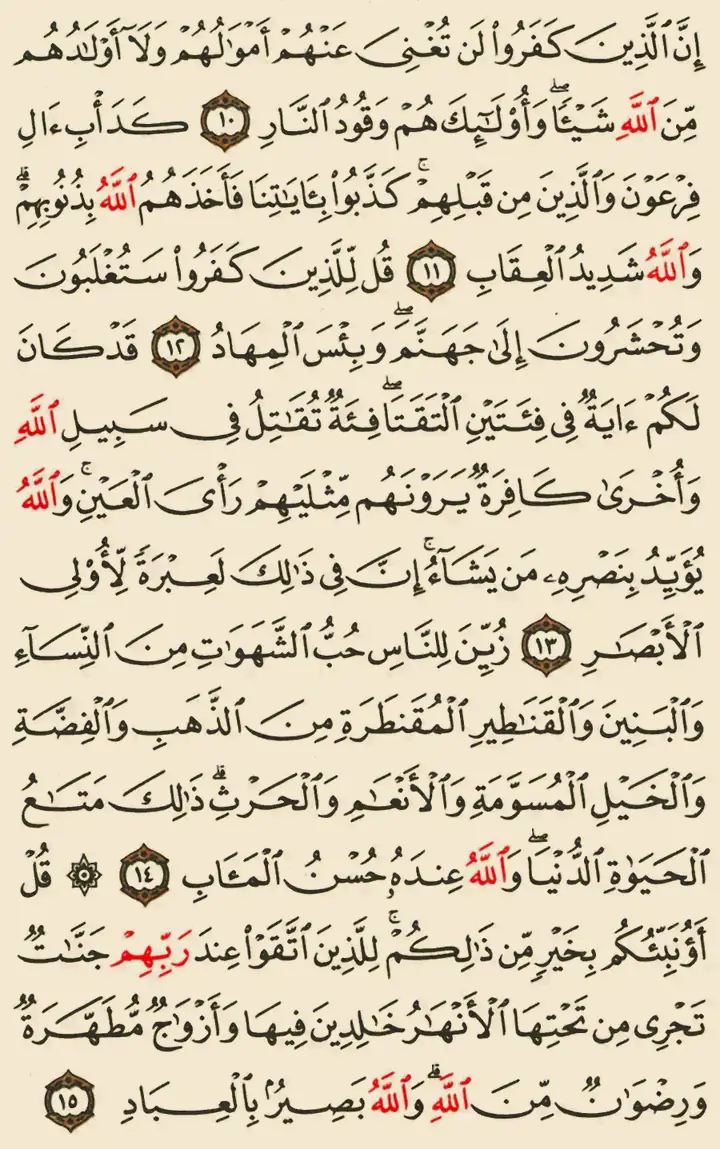 إِنَّ ٱلَّذِينَ كَفَرُوا۟ لَن تُغْنِىَ عَنْهُمْ أَمْوَٰلُهُمْ وَلَآ أَوْلَـٰدُهُم
مِّنَ ٱللَّهِ شَيْـًٔا ۖ وَأُو۟لَـٰٓئِكَ هُمْ وَقُودُ ٱلنَّارِ ١٠ كَدَأْبِ ءَالِ
فِرْعَوْنَ وَٱلَّذِينَ مِن قَبْلِهِمْ ۚ كَذَّبُوا۟ بِـَٔايَـٰتِنَا فَأَخَذَهُمُ ٱللَّهُ بِذُنُوبِهِمْ ۗ
وَٱللَّهُ شَدِيدُ ٱلْعِقَابِ ١١ قُل لِّلَّذِينَ كَفَرُوا۟ سَتُغْلَبُونَ
وَتُحْشَرُونَ إِلَىٰ جَهَنَّمَ ۖ وَبِئْسَ ٱلْمِهَادُ ١٢ قَدْ كَانَ
لَكُمْ ءَايَةٌ فِى فِئَتَيْنِ ٱلْتَقَتَا ۖ فِئَةٌ تُقَـٰتِلُ فِى سَبِيلِ ٱللَّهِ
وَأُخْرَىٰ كَافِرَةٌ يَرَوْنَهُم مِّثْلَيْهِمْ رَأْىَ ٱلْعَيْنِ ۚ وَٱللَّهُ
يُؤَيِّدُ بِنَصْرِهِۦ مَن يَشَآءُ ۗ إِنَّ فِى ذَٰلِكَ لَعِبْرَةً لِّأُو۟لِى
ٱلْأَبْصَـٰرِ ١٣ زُيِّنَ لِلنَّاسِ حُبُّ ٱلشَّهَوَٰتِ مِنَ ٱلنِّسَآءِ
وَٱلْبَنِينَ وَٱلْقَنَـٰطِيرِ ٱلْمُقَنطَرَةِ مِنَ ٱلذَّهَبِ وَٱلْفِضَّةِ
وَٱلْخَيْلِ ٱلْمُسَوَّمَةِ وَٱلْأَنْعَـٰمِ وَٱلْحَرْثِ ۗ ذَٰلِكَ مَتَـٰعُ
ٱلْحَيَوٰةِ ٱلدُّنْيَا ۖ وَٱللَّهُ عِندَهُۥ حُسْنُ ٱلْمَـَٔابِ ١٤ ۞ قُلْ
أَؤُنَبِّئُكُم بِخَيْرٍ مِّن ذَٰلِكُمْ ۚ لِلَّذِينَ ٱتَّقَوْا۟ عِندَ رَبِّهِمْ جَنَّـٰتٌ
تَجْرِى مِن تَحْتِهَا ٱلْأَنْهَـٰرُ خَـٰلِدِينَ فِيهَا وَأَزْوَٰجٌ مُّطَهَّرَةٌ
وَرِضْوَٰنٌ مِّنَ ٱللَّهِ ۗ وَٱللَّهُ بَصِيرٌۢ بِٱلْعِبَادِ ١٥